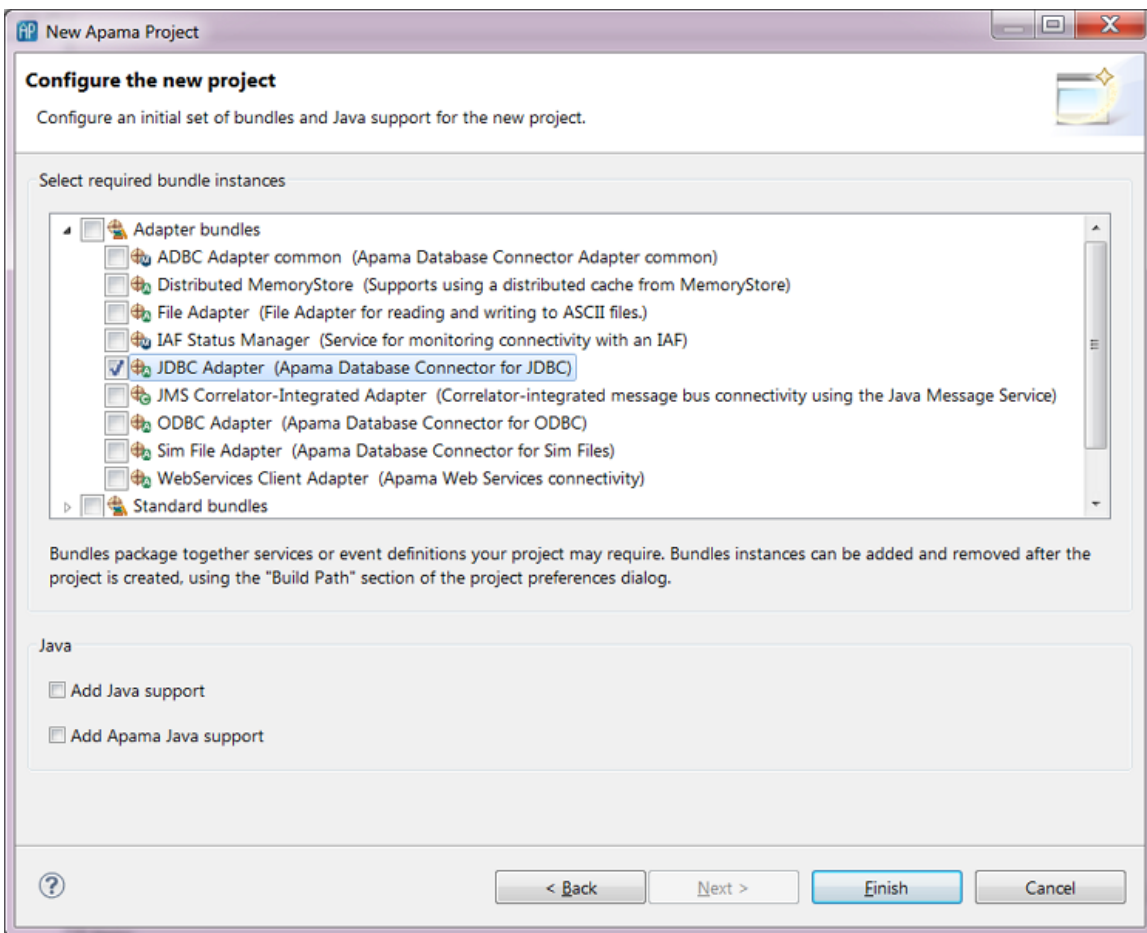 AP New Apama Project
Configure the new project
Configure an initial set of bundles and Java support for the new project.
Select required bundle instances
Adapter bundles
ADBC Adapter common (Apama Database Connector Adapter common)
Distributed MemoryStore (Supports using a distributed cache from MemoryStore)
File Adapter (File Adapter for reading and writing to ASCII files.)
IAF Status Manager (Service for monitoring connectivity with an IAF)
JDBC Adapter (Apama Database Connector for JDBC)
JMS Correlator-Integrated Adapter (Correlator-integrated message bus connectivity using the Java Message Service)
ODBC Adapter (Apama Database Connector for ODBC)
Sim File Adapter (Apama Database Connector for Sim Files)
WebServices Client Adapter (Apama Web Services connectivity)
Standard bundles
Bundles package together services or event definitions your project may require. Bundles instances can be added and removed after the
project is created, using the "Build Path" section of the project preferences dialog.
Java
Add Java support
Add Apama Java support
? < Back Next > Finish Cancel